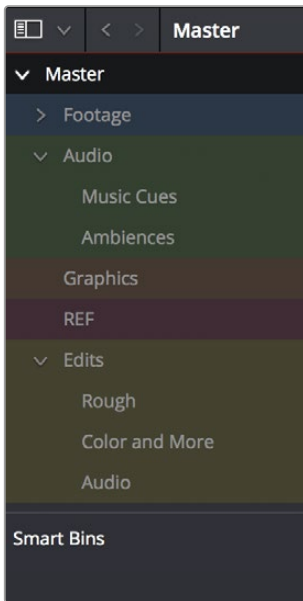 Master
Master
Footage
Audio
Music Cues
Ambiences
Graphics
REF
Edits
Rough
Color and More
Audio
Smart Bins